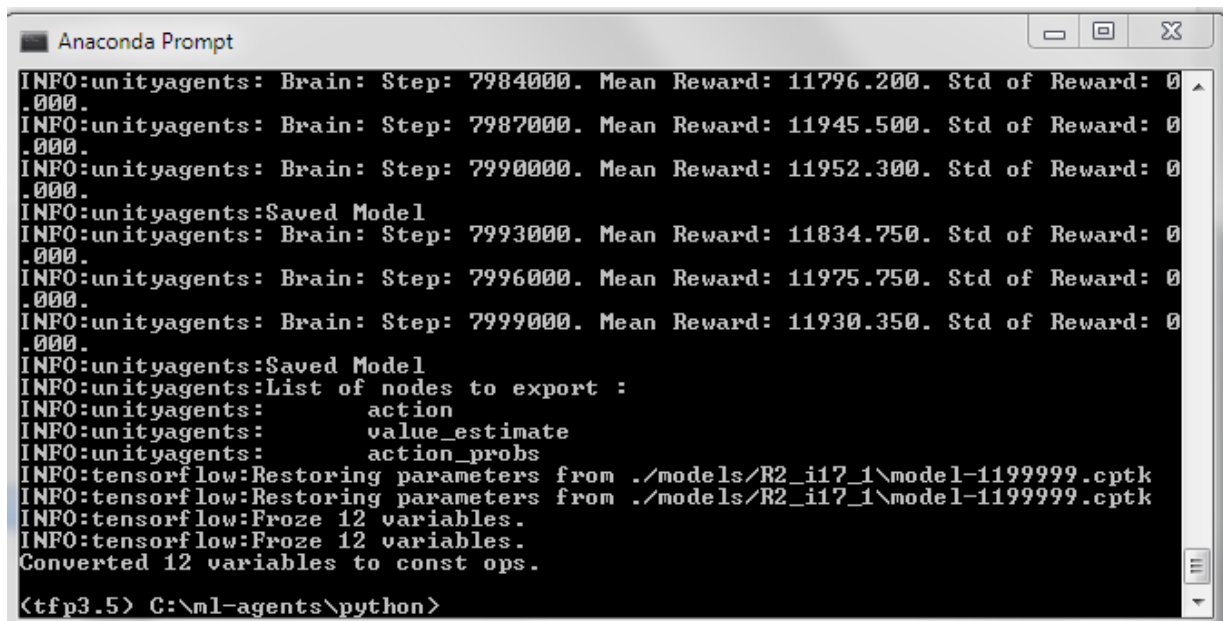 Anaconda Prompt
INFO:unityagents: Brain: Step: 7984000. Mean Reward: 11796.200. Std of Reward: 0
.000.
INFO:unityagents: Brain: Step: 7987000. Mean Reward: 11945.500. Std of Reward: 0
.000.
INFO:unityagents: Brain: Step: 7990000. Mean Reward: 11952.300. Std of Reward: 0
.000.
INFO:unityagents:Saved Model
INFO:unityagents: Brain: Step: 7993000. Mean Reward: 11834.750. Std of Reward: 0
.000.
INFO:unityagents: Brain: Step: 7996000. Mean Reward: 11975.750. Std of Reward: 0
.000.
INFO:unityagents: Brain: Step: 7999000. Mean Reward: 11930.350. Std of Reward: 0
.000.
INFO:unityagents:Saved Model
INFO:unityagents:List of nodes to export :
INFO:unityagents:        action
INFO:unityagents:        value_estimate
INFO:unityagents:        action_probs
INFO:tensorflow:Restoring parameters from ./models/R2_i17_1\model-1199999.cptk
INFO:tensorflow:Restoring parameters from ./models/R2_i17_1\model-1199999.cptk
INFO:tensorflow:Froze 12 variables.
INFO:tensorflow:Froze 12 variables.
Converted 12 variables to const ops.
(tfp3.5) C:\ml-agents\python>